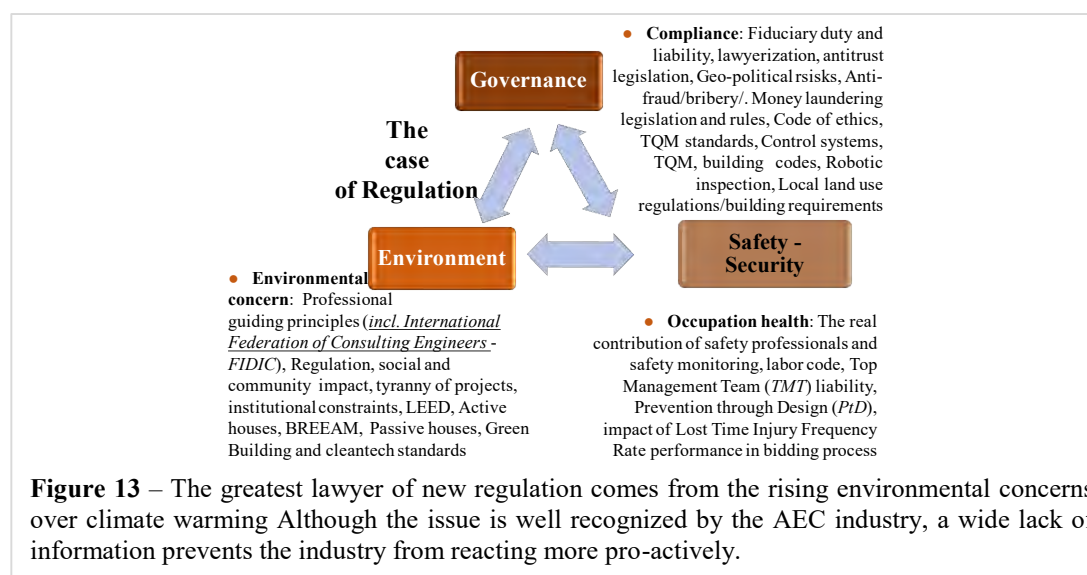 Governance
The
case
of Regulation
● Compliance: Fiduciary duty and
liability, lawyerization, antitrust
legislation, Geo-political rsisks, Anti-
fraud/bribery/. Money laundering
legislation and rules, Code of ethics,
TQM standards, Control systems,
TQM, building codes, Robotic
inspection, Local land use
regulations/building requirements
Environment
Safety -
Security
● Environmental
concern: Professional
guiding principles (incl. International
Federation of Consulting Engineers -
FIDIC), Regulation, social and
community impact, tyranny of projects,
institutional constraints, LEED, Active
houses, BREEAM, Passive houses, Green
Building and cleantech standards
● Occupation health: The real
contribution of safety professionals and
safety monitoring, labor code, Top
Management Team (TMT) liability,
Prevention through Design (PtD),
impact of Lost Time Injury Frequency
Rate performance in bidding process
Figure 13 – The greatest lawyer of new regulation comes from the rising environmental concerns
over climate warming Although the issue is well recognized by the AEC industry, a wide lack of
information prevents the industry from reacting more pro-actively.